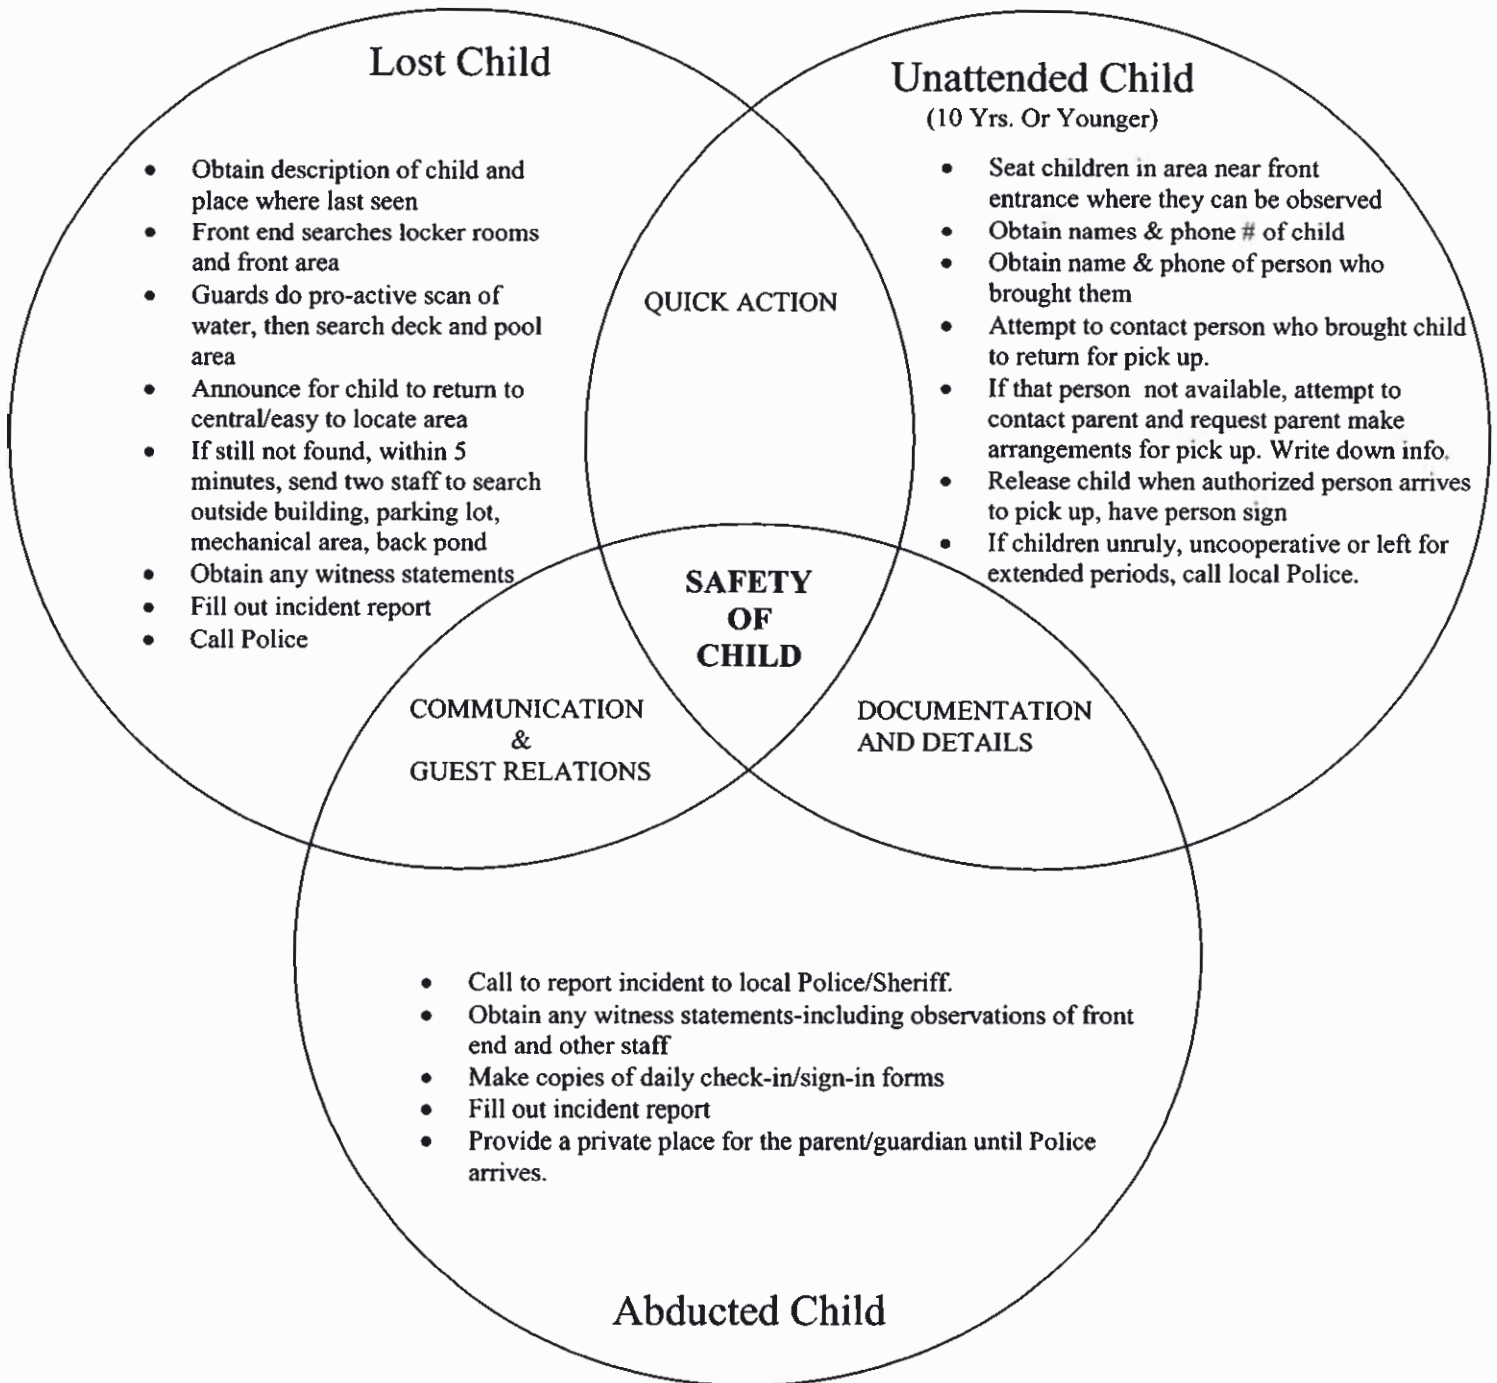 Lost Child
• Obtain description of child and
place where last seen
• Front end searches locker rooms
and front area
• Guards do pro-active scan of
water, then search deck and pool
area
• Announce for child to return to
central/easy to locate area
• If still not found, within 5
minutes, send two staff to search
outside building, parking lot,
mechanical area, back pond
• Obtain any witness statements
• Fill out incident report
• Call Police
QUICK ACTION
Unattended Child
(10 Yrs. Or Younger)
• Seat children in area near front
entrance where they can be observed
• Obtain names & phone # of child
• Obtain name & phone of person who
brought them
• Attempt to contact person who brought child
to return for pick up.
• If that person not available, attempt to
contact parent and request parent make
arrangements for pick up. Write down info.
• Release child when authorized person arrives
to pick up, have person sign
• If children unruly, uncooperative or left for
extended periods, call local Police.
SAFETY
OF
CHILD
COMMUNICATION
&
GUEST RELATIONS
DOCUMENTATION
AND DETAILS
• Call to report incident to local Police/Sheriff.
• Obtain any witness statements-including observations of front
end and other staff
• Make copies of daily check-in/sign-in forms
• Fill out incident report
• Provide a private place for the parent/guardian until Police
arrives.
Abducted Child